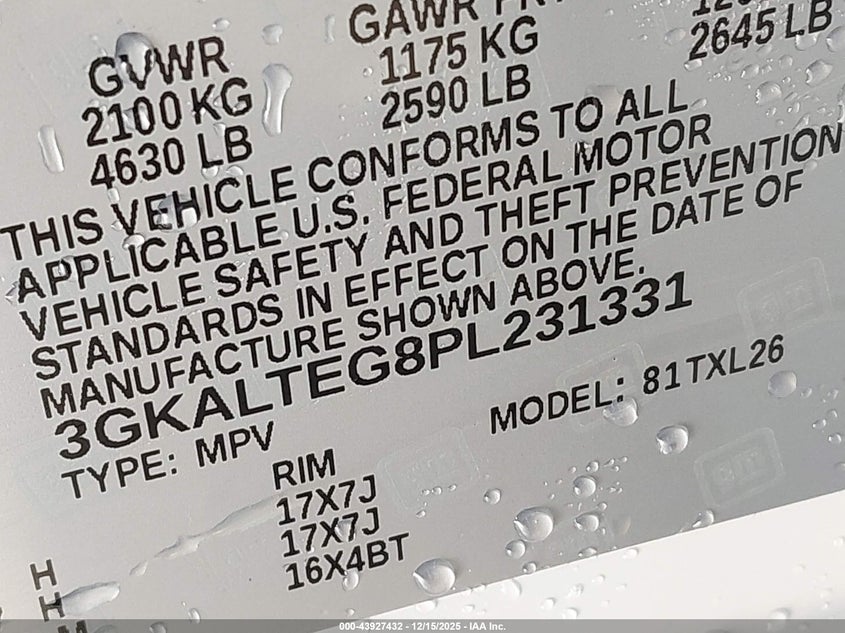 GVWR GAWR FRT
2100 KG 1175 KG
4630 LB 2590 LB 2645 LB
THIS VEHICLE CONFORMS TO ALL
APPLICABLE U.S. FEDERAL MOTOR
VEHICLE SAFETY AND THEFT PREVENTION
STANDARDS IN EFFECT ON THE DATE OF
MANUFACTURE SHOWN ABOVE.
3GKALTEG8PL231331
TYPE: MPV MODEL: 81TXL26
RIM
17X7J
17X7J
16X4BT
H
H
000-43927432 - 12/15/2025 - IAA Inc.